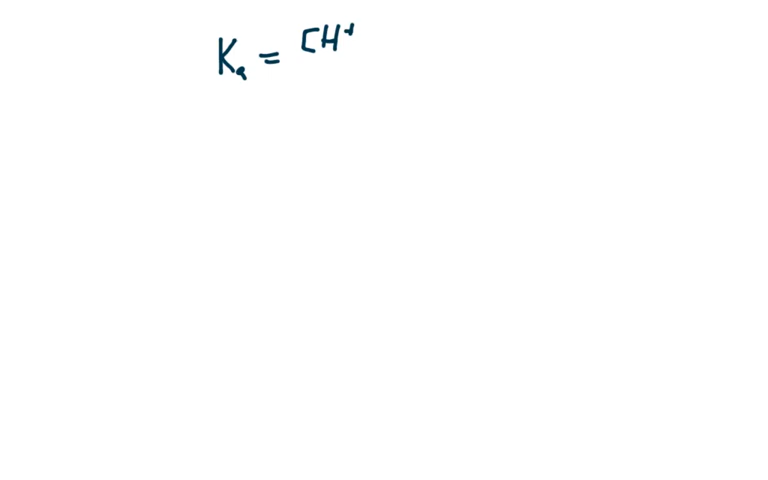 Kₐ = [H⁺